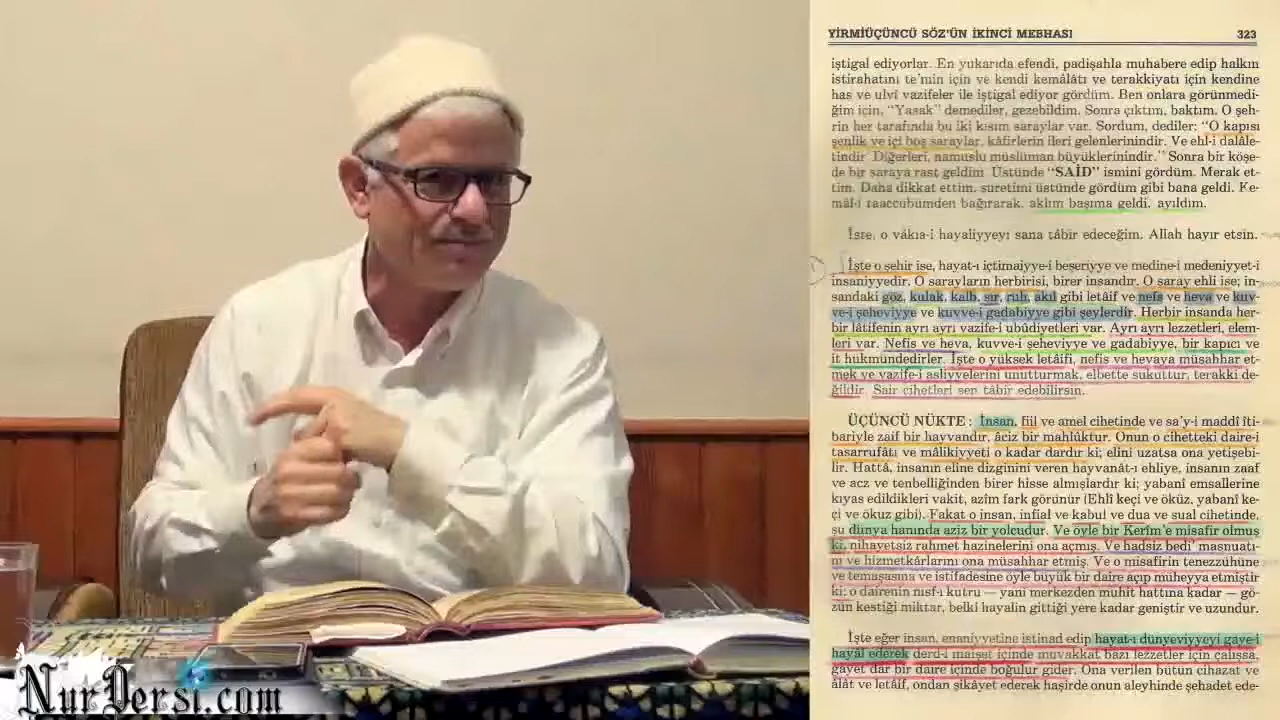 YİRMİÜÇÜNCÜ SÖZ'ÜN İKİNCİ MEBHASI 323
iştigal ediyorlar. En yukarıda efendi, padişahla muhabere edip halkın
istirahatını te'min için ve kendi kemâlâtı ve terakkiyatı için kendine
has ve ulvî vazifeler ile iştigal ediyor gördüm. Ben onlara görünmedi-
ğim için, "Yasak" demediler, gezebildim. Sonra çıktım, baktım. O şeh-
rin her tarafında bu iki kısım saraylar var. Sordum, dediler: "O kapısı
şenlik ve içi boş saraylar, kâfirlerin ileri gelenlerinindir. Ve ehl-i dalâle-
tindir. Diğerleri, namuslu müslüman büyüklerinindir." Sonra bir köşe-
de bir saraya rast geldim. Üstünde "SAİD" ismini gördüm. Merak et-
tim. Daha dikkat ettim, suretimi üstünde gördüm gibi bana geldi. Ke-
mâl-i taaccübümden bağırarak, aklım başıma geldi, ayıldım.
İşte, o vâkıa-i hayaliyyeyi sana tâbir edeceğim. Allah hayır etsin.
İşte o şehir ise, hayat-ı içtimaiyye-i beşeriyye ve medine-i medeniyyet-i
insaniyyedir. O sarayların herbirisi, birer insandır. O saray ehli ise; in-
sandaki göz, kulak, kalb, sır, ruh, akıl gibi letâif ve nefs ve heva ve kuv-
ve-i şeheviyye ve kuvve-i gadabiyye gibi şeylerdir. Herbir insanda her-
bir lâtifenin ayrı ayrı vazife-i ubûdiyetleri var. Ayrı ayrı lezzetleri, elem-
leri var. Nefis ve heva, kuvve-i şeheviyye ve gadabiyye, bir kapıcı ve
it hükmündedirler. İşte o yüksek letâifi, nefis ve hevaya müsahhar et-
mek ve vazife-i asliyyelerini unutturmak, elbette sukuttur, terakki de-
ğildir. Sair cihetleri sen tâbir edebilirsin.
ÜÇÜNCÜ NÜKTE: İnsan, fiil ve amel cihetinde ve sa'y-i maddî îti-
bariyle zaif bir hayvandır, âciz bir mahlûktur. Onun o cihetteki daire-i
tasarrufâtı ve mâlikiyyeti o kadar dardır ki; elini uzatsa ona yetişebi-
lir. Hattâ, insanın eline dizginini veren hayvanât-ı ehliye, insanın zaaf
ve acz ve tenbelliğinden birer hisse almışlardır ki; yabanî emsallerine
kıyas edildikleri vakit, azîm fark görünür (Ehlî keçi ve öküz, yabanî ke-
çi ve öküz gibi). Fakat o insan, infial ve kabul ve dua ve sual cihetinde,
şu dünya hanında aziz bir yolcudur. Ve öyle bir Kerîm'e misafir olmuş
ki, nihayetsiz rahmet hazinelerini ona açmış. Ve hadsiz bedi' masnuatı-
nı ve hizmetkârlarını ona müsahhar etmiş. Ve o misafirin tenezzühüne
ve temaşasına ve istifadesine öyle büyük bir daire açıp müheyya etmiştir
ki; o dairenin nısf-ı kutru — yani merkezden muhit hattına kadar — gö-
zün kestiği miktar, belki hayalin gittiği yere kadar geniştir ve uzundur.
İşte eğer insan, enaniyyetine istinad edip hayat-ı dünyeviyyeyi gaye-i
hayâl ederek derd-i maişet içinde muvakkat bazı lezzetler için çalışsa,
gayet dar bir daire içinde boğulur gider. Ona verilen bütün cihazat ve
âlât ve letâif, ondan şikâyet ederek haşirde onun aleyhinde şehadet ede-
NurDersi.com